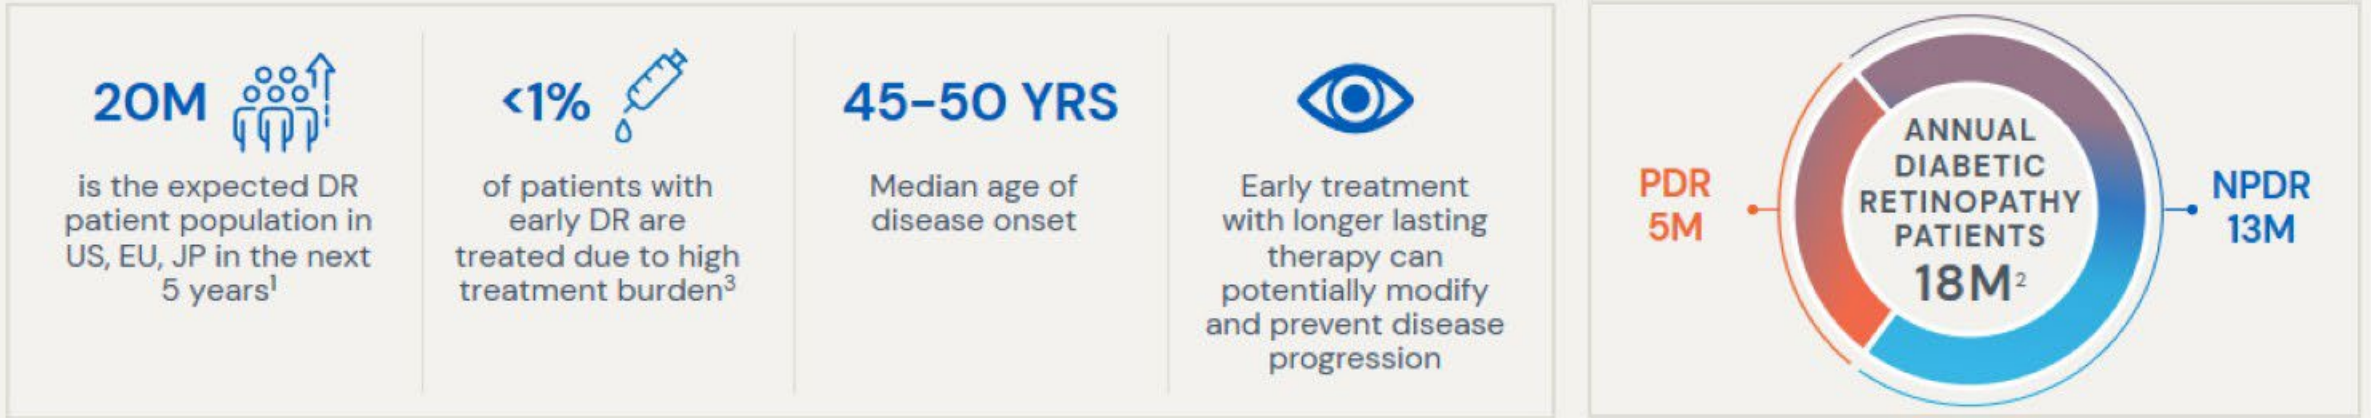 20M
is the expected DR
patient population in
US, EU, JP in the next
5 years¹
<1%
of patients with
early DR are
treated due to high
treatment burden³
45-50 YRS
Median age of
disease onset
Early treatment
with longer lasting
therapy can
potentially modify
and prevent disease
progression
PDR
5M
ANNUAL
DIABETIC
RETINOPATHY
PATIENTS
18M²
NPDR
13M